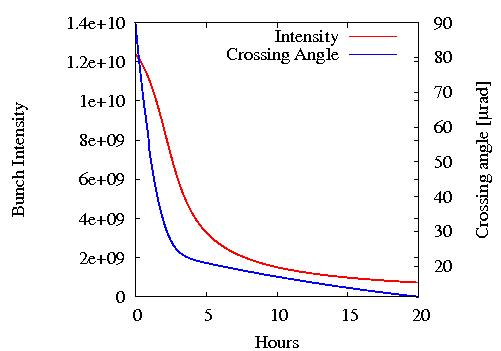 1.4e+10
1.2e+10
1e+10
8e+09
6e+09
4e+09
2e+09
0
Bunch Intensity
Intensity
Crossing Angle
90
80
70
60
50
40
30
20
Crossing angle [μrad]
0 5 10 15 20
Hours